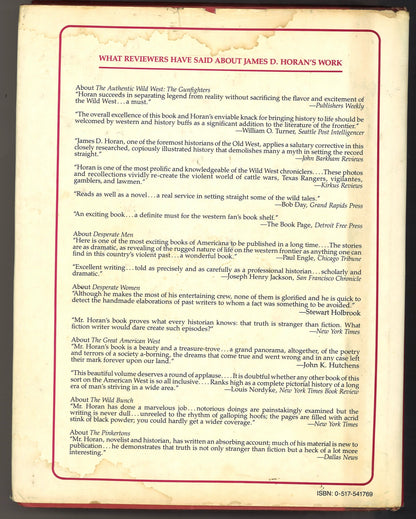 WHAT REVIEWERS HAVE SAID ABOUT JAMES D. HORAN'S WORK
About The Authentic Wild West: The Gunfighters
"Horan succeeds in separating legend from reality without sacrificing the flavor and excitement of
the Wild West . . . a must."
—Publishers Weekly
"The overall excellence of this book and Horan's enviable knack for bringing history to life should be
welcomed by western and history buffs as a significant addition to the literature of the frontier."
—William O. Turner, Seattle Post Intelligencer
"James D. Horan, one of the foremost historians of the Old West, applies a salutary corrective in this
closely researched, copiously illustrated history that demolishes many a myth in setting the record
straight."
—John Barkham Reviews
"Horan is one of the most prolific and knowledgeable of the Wild West chroniclers. . . . These photos
and recollections vividly re-create the violent world of cattle wars, Texas Rangers, vigilantes,
gamblers, and lawmen."
—Kirkus Reviews
"Reads as well as a novel . . . a real service in setting straight some of the wild tales."
—Bob Day, Grand Rapids Press
"An exciting book . . . a definite must for the western fan's book shelf."
—The Book Page, Detroit Free Press
About Desperate Men
"Here is one of the most exciting books of Americana to be published in a long time. . . . The stories
are as dramatic, as revealing of the rugged nature of life on the western frontier as anything one can
find in this country's violent past . . . a wonderful book."
—Paul Engle, Chicago Tribune
"Excellent writing . . . told as precisely and as carefully as a professional historian . . . scholarly and
dramatic."
—Joseph Henry Jackson, San Francisco Chronicle
About Desperate Women
"Although he makes the most of his entertaining crew, none of them is glorified and he is quick to
detect the handmade elaborations of past writers to whom a fact was something to be avoided."
—Stewart Holbrook
"Mr. Horan's book proves what every historian knows: that truth is stranger than fiction. What
fiction writer would dare create such episodes?"
—New York Times
About The Great American West
"Mr. Horan's book is a beauty and a treasure-trove . . . a grand panorama, altogether, of the poetry
and terrors of a society a-borning, the dreams that come true and went wrong and in any case left
their mark forever upon our land."
—John K. Hutchens
"This beautiful volume deserves a round of applause. . . . It is doubtful whether any other book of this
sort on the American West is so all inclusive. . . . Ranks high as a complete pictorial history of a long
era of man's striving in a wide area."
—Louis Nordyke, New York Times Book Review
About The Wild Bunch
"Mr. Horan has done a marvelous job . . . notorious doings are painstakingly examined but the
writing is never dull . . . unreeled to the rhythm of galloping hoofs; the pages are filled with acrid
stink of black powder; you could hardly get a wider coverage."
—New York Times
About The Pinkertons
"Mr. Horan, novelist and historian, has written an absorbing account; much of his material is new to
publication . . . he demonstrates that truth is not only stranger than fiction but a heck of a lot more
interesting."
—Dallas News
ISBN: 0-517-541769